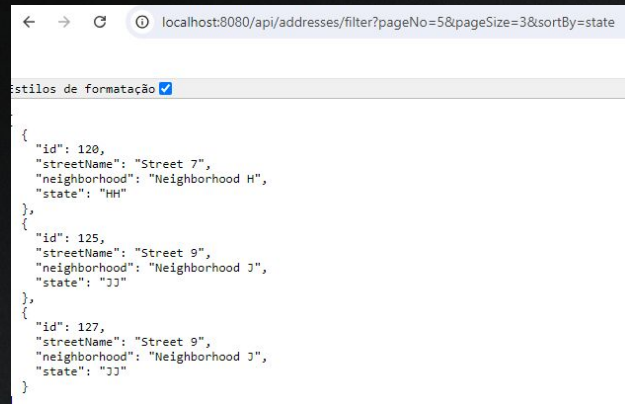 localhost:8080/api/addresses/filter?pageNo=5&pageSize=3&sortBy=state
Estilos de formatação
{
"id": 120,
"streetName": "Street 7",
"neighborhood": "Neighborhood H",
"state": "HH"
},
{
"id": 125,
"streetName": "Street 9",
"neighborhood": "Neighborhood J",
"state": "JJ"
},
{
"id": 127,
"streetName": "Street 9",
"neighborhood": "Neighborhood J",
"state": "JJ"
}